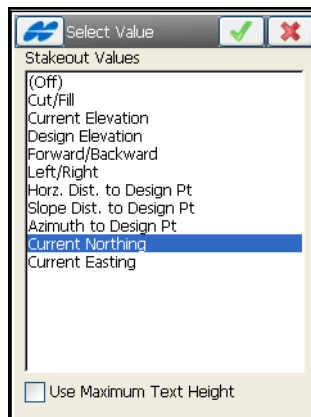 Select Value
Stakeout Values
(Off)
Cut/Fill
Current Elevation
Design Elevation
Forward/Backward
Left/Right
Horz. Dist. to Design Pt
Slope Dist. to Design Pt
Azimuth to Design Pt
Current Northing
Current Easting
Use Maximum Text Height